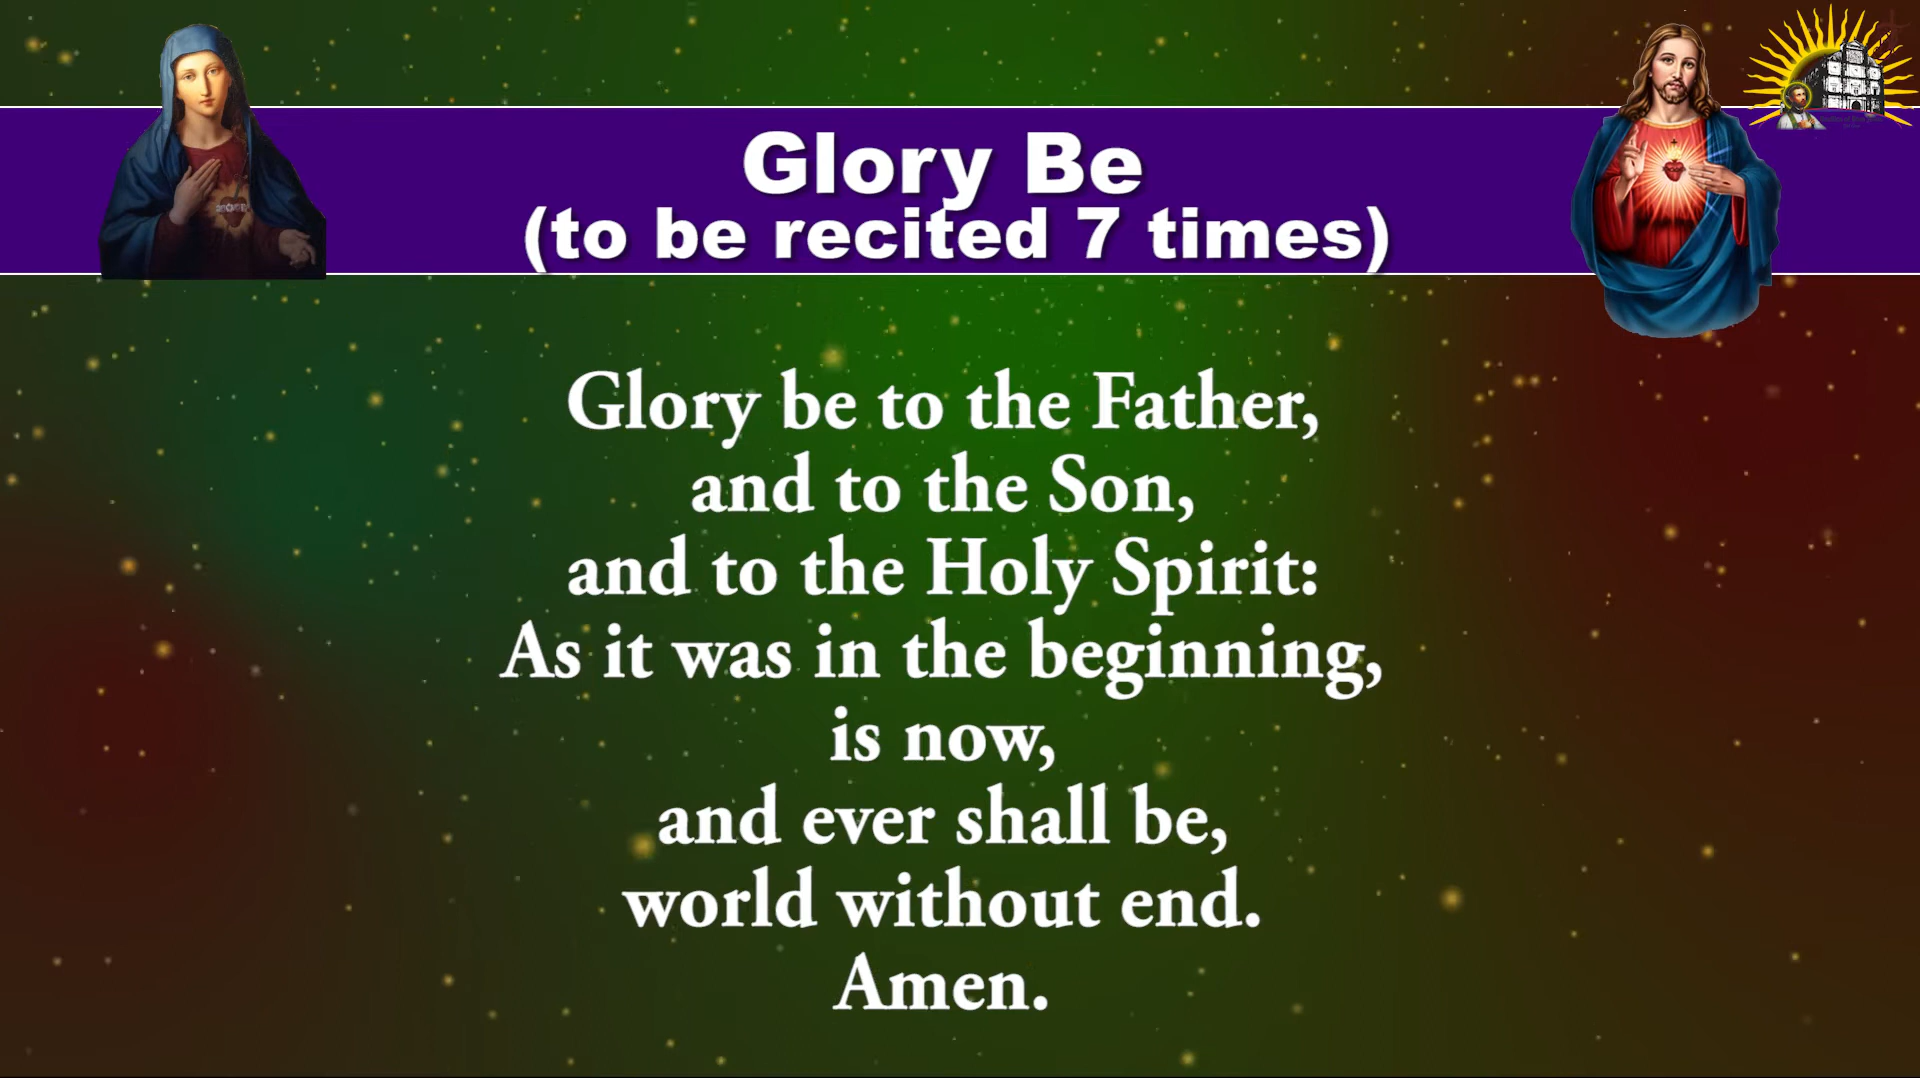 Glory Be
(to be recited 7 times)
Glory be to the Father,
and to the Son,
and to the Holy Spirit:
As it was in the beginning,
is now,
and ever shall be,
world without end.
Amen.